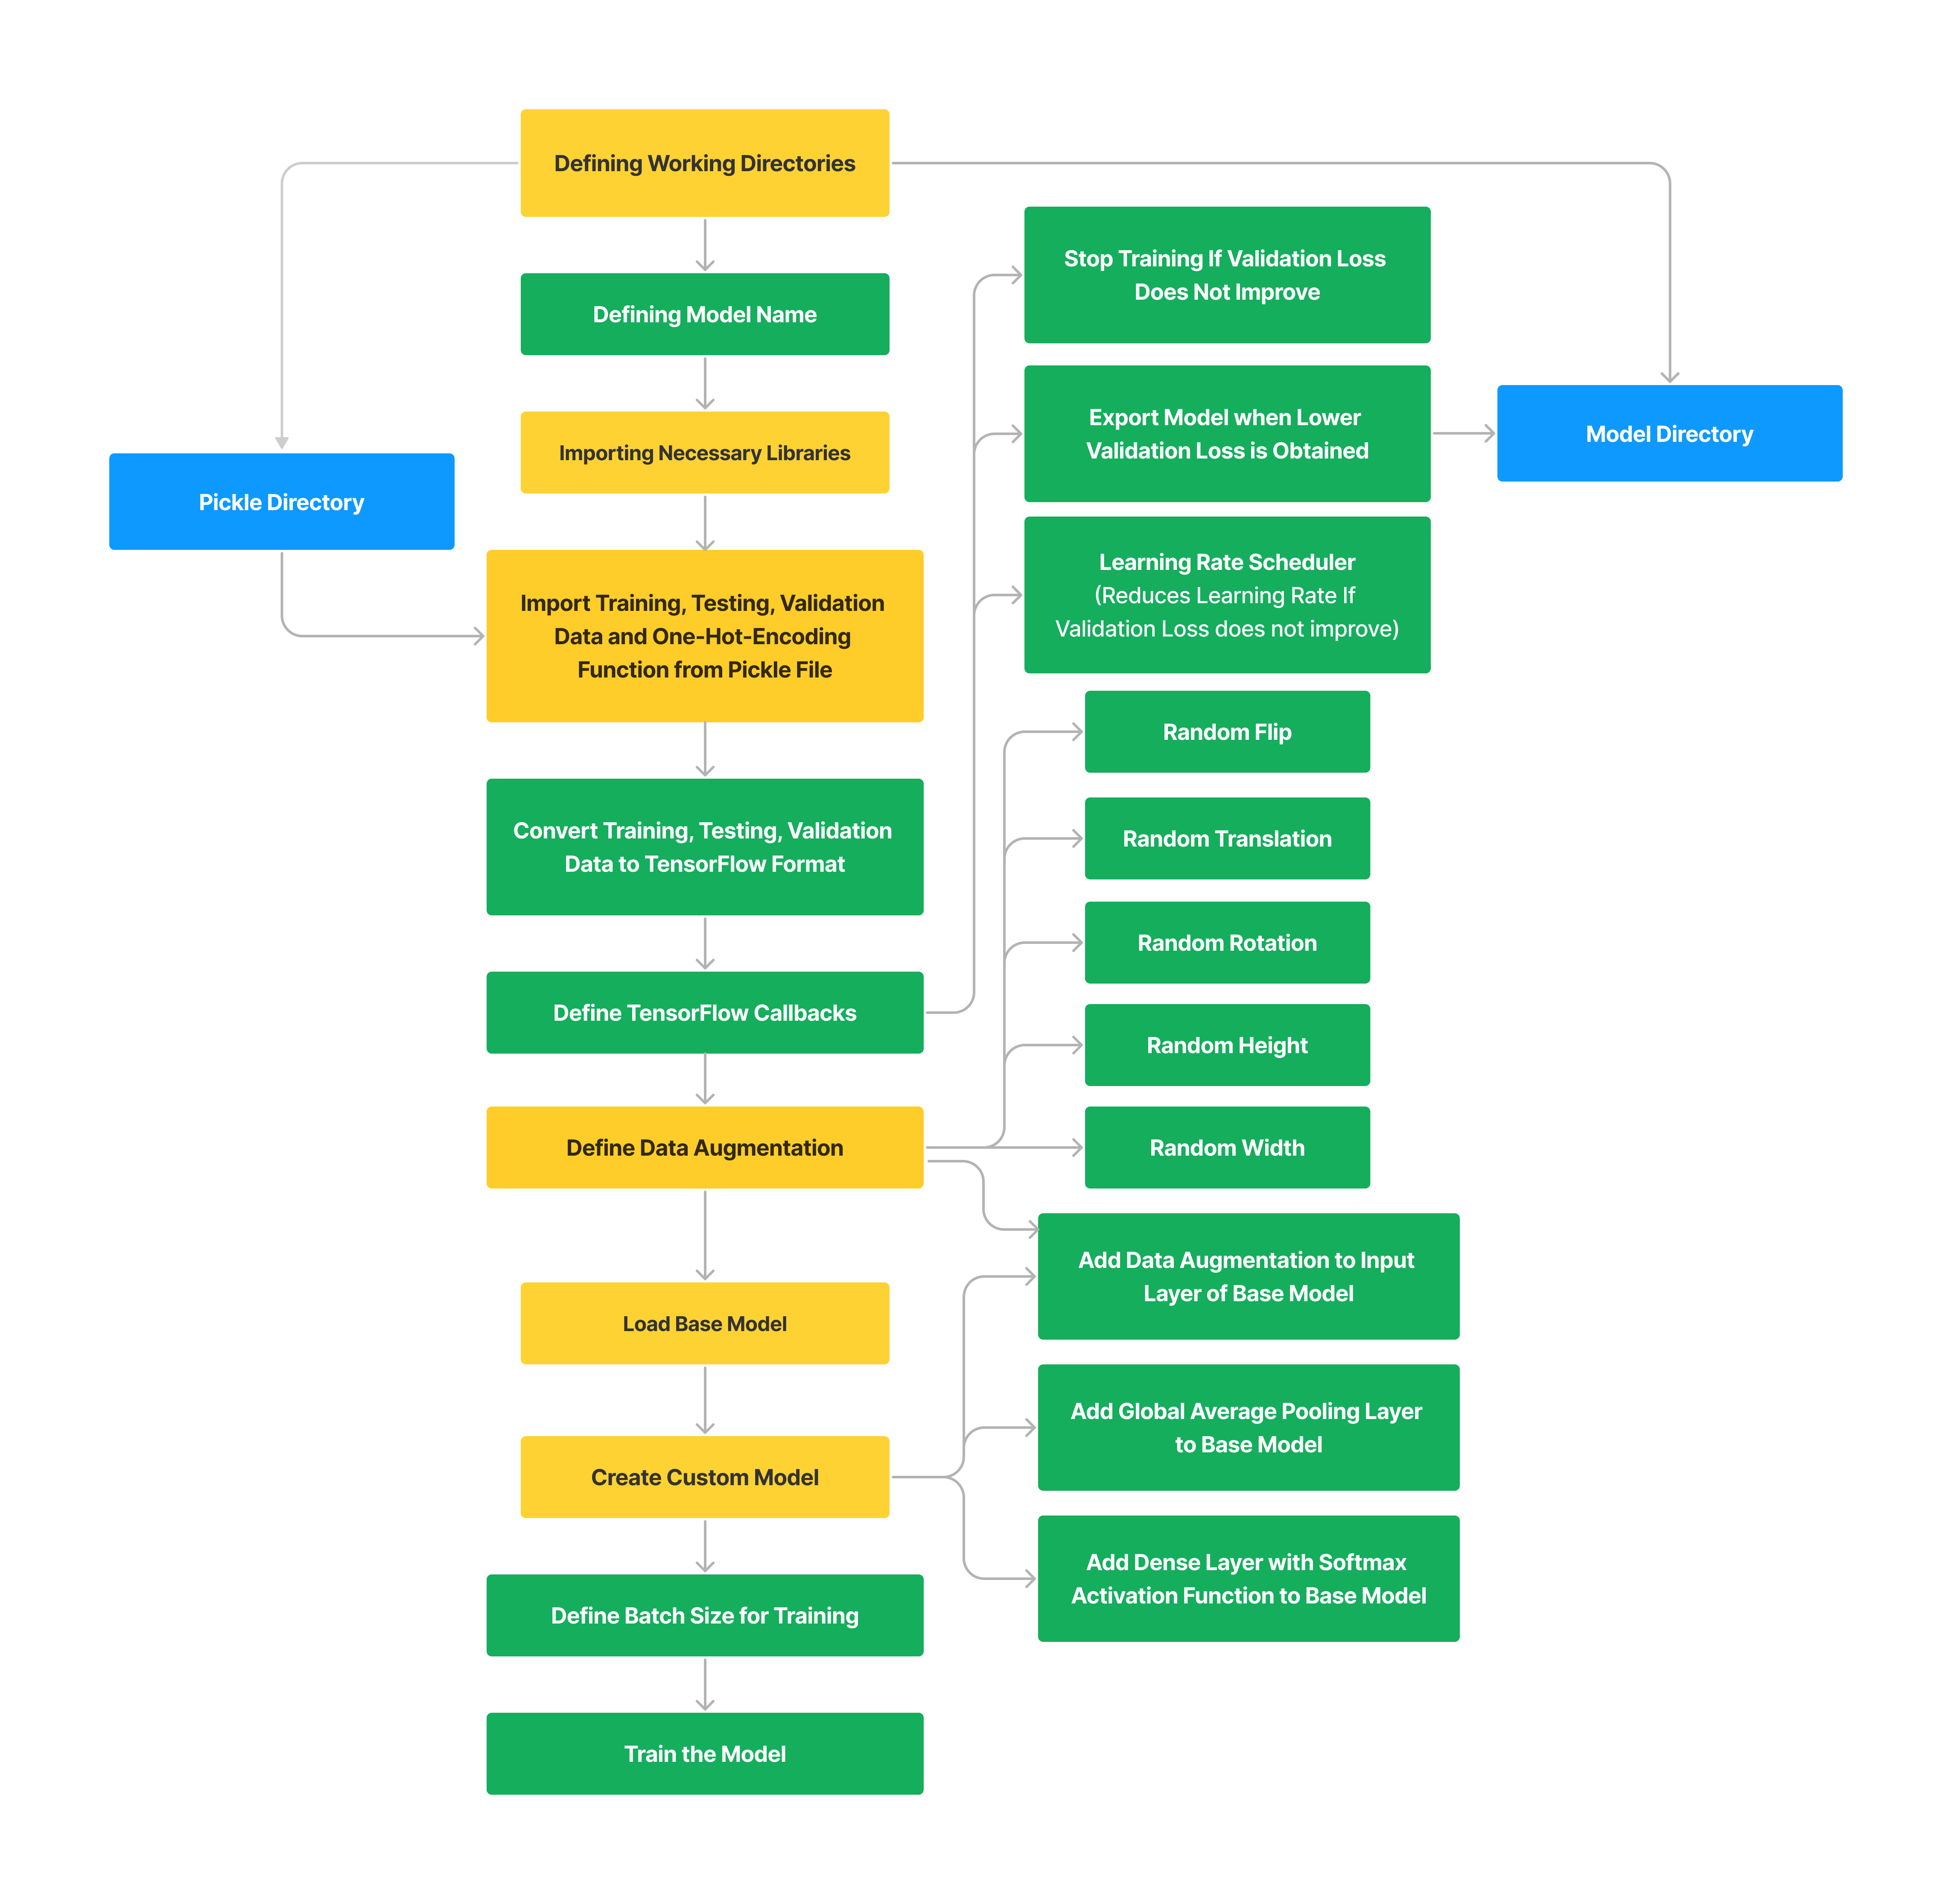 Defining Working Directories
Stop Training If Validation Loss
Does Not Improve
Defining Model Name
Export Model when Lower
Validation Loss is Obtained
Model Directory
Importing Necessary Libraries
Pickle Directory
Learning Rate Scheduler
(Reduces Learning Rate If
Validation Loss does not improve)
Import Training, Testing, Validation
Data and One-Hot-Encoding
Function from Pickle File
Random Flip
Convert Training, Testing, Validation
Data to TensorFlow Format
Random Translation
Random Rotation
Define TensorFlow Callbacks
Random Height
Define Data Augmentation
Random Width
Add Data Augmentation to Input
Layer of Base Model
Load Base Model
Add Global Average Pooling Layer
to Base Model
Create Custom Model
Add Dense Layer with Softmax
Activation Function to Base Model
Define Batch Size for Training
Train the Model